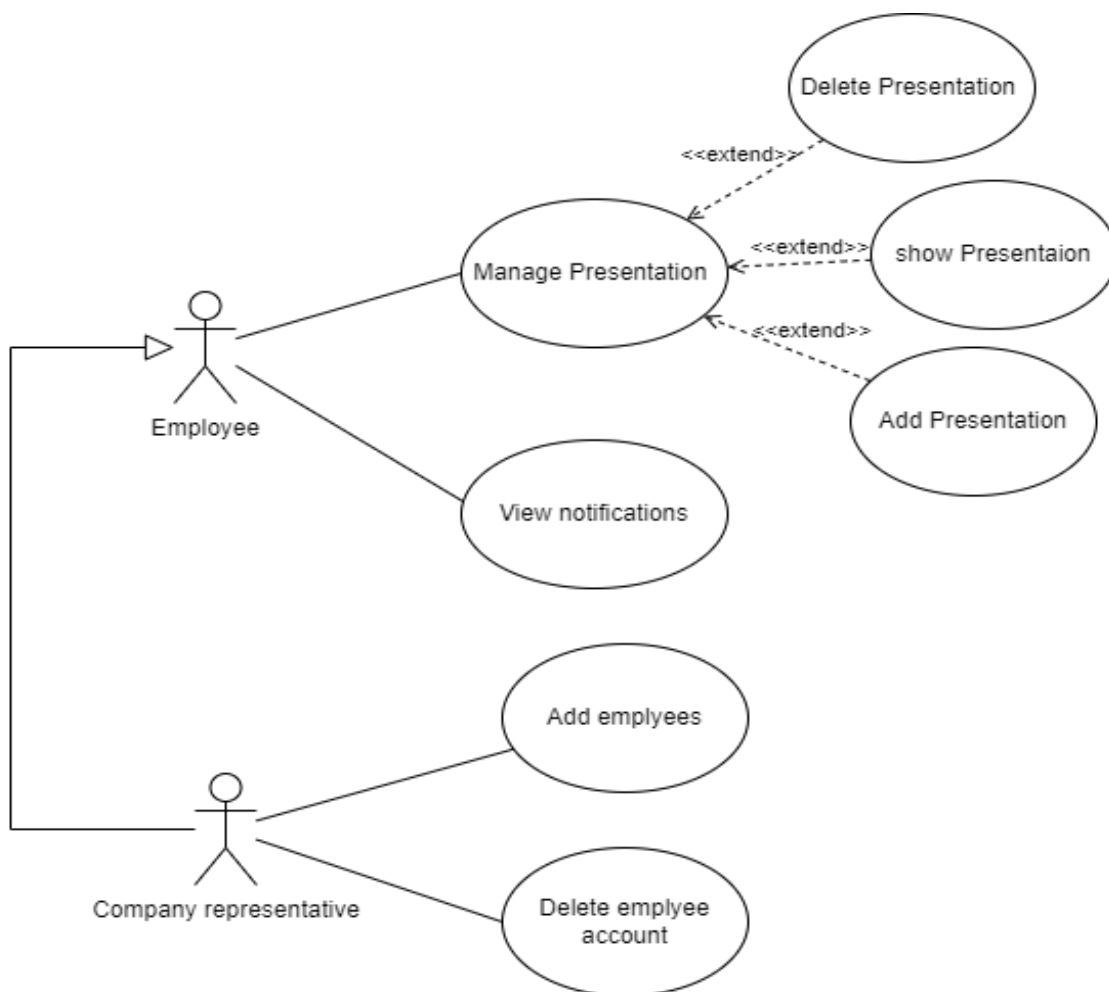 Delete Presentation
<<extend>>
<<extend>>
show Presentaion
Manage Presentation
<<extend>>
Add Presentation
Employee
View notifications
Add emplyees
Company representative
Delete emplyee
account